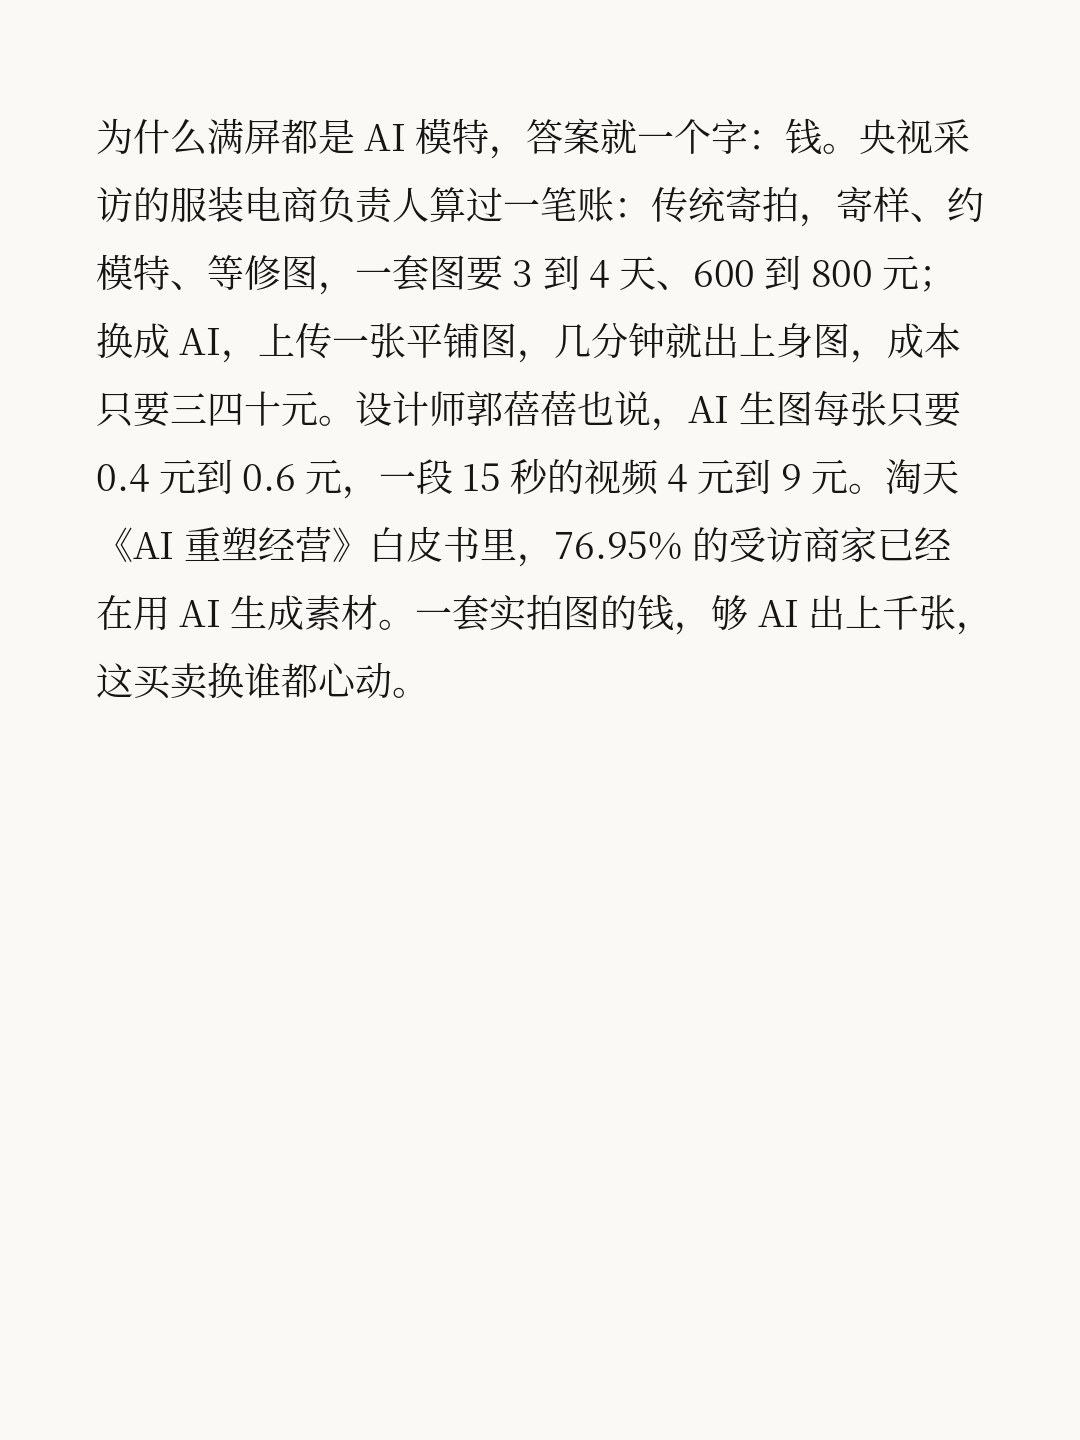 为什么满屏都是 AI 模特，答案就一个字：钱。央视采
访的服装电商负责人算过一笔账：传统寄拍，寄样、约
模特、等修图，一套图要 3 到 4 天、600 到 800 元；
换成 AI，上传一张平铺图，几分钟就出上身图，成本
只要三四十元。设计师郭蓓蓓也说，AI 生图每张只要
0.4 元到 0.6 元，一段 15 秒的视频 4 元到 9 元。淘天
《AI 重塑经营》白皮书里，76.95% 的受访商家已经
在用 AI 生成素材。一套实拍图的钱，够 AI 出上千张，
这买卖换谁都心动。